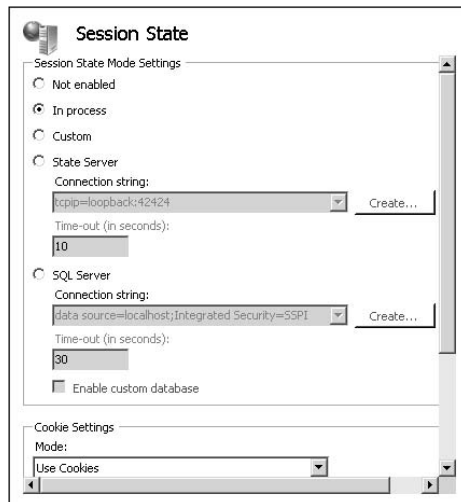 Session State
Session State Mode Settings
Not enabled
In process
Custom
State Server
Connection string:
tcpip=loopback:42424
Create...
Time-out (in seconds):
10
SQL Server
Connection string:
data source=localhost;Integrated Security=SSPI
Create...
Time-out (in seconds):
30
Enable custom database
Cookie Settings
Mode:
Use Cookies